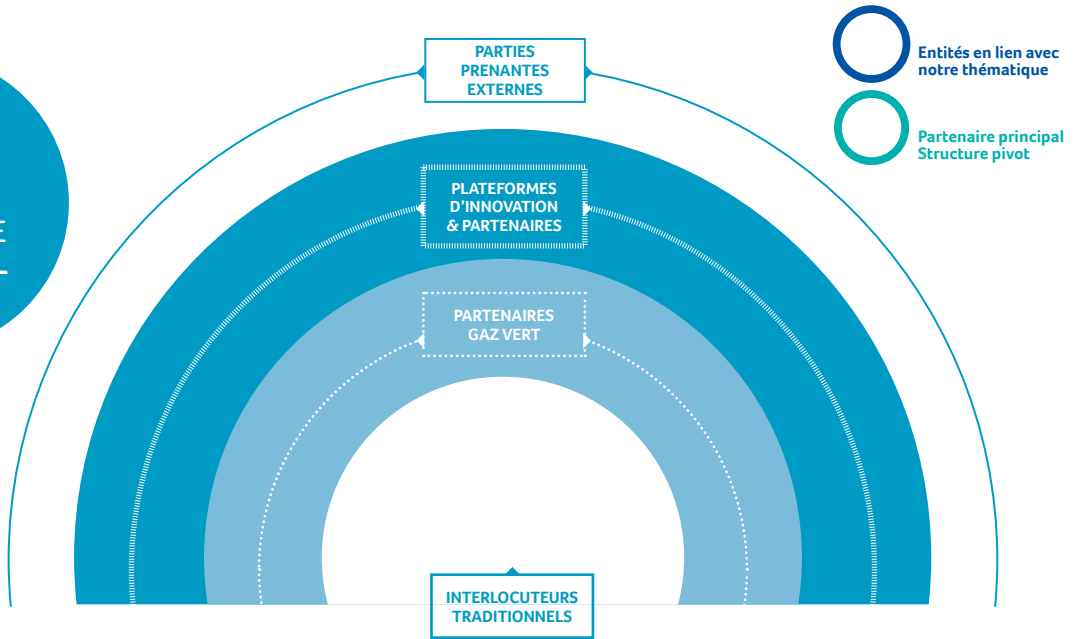 PARTIES
PRENANTES
EXTERNES
Entités en lien avec
notre thématique
Partenaire principal
Structure pivot
PLATEFORMES
D'INNOVATION
& PARTENAIRES
E
PARTENAIRES
GAZ VERT
INTERLOCUTEURS
TRADITIONNELS